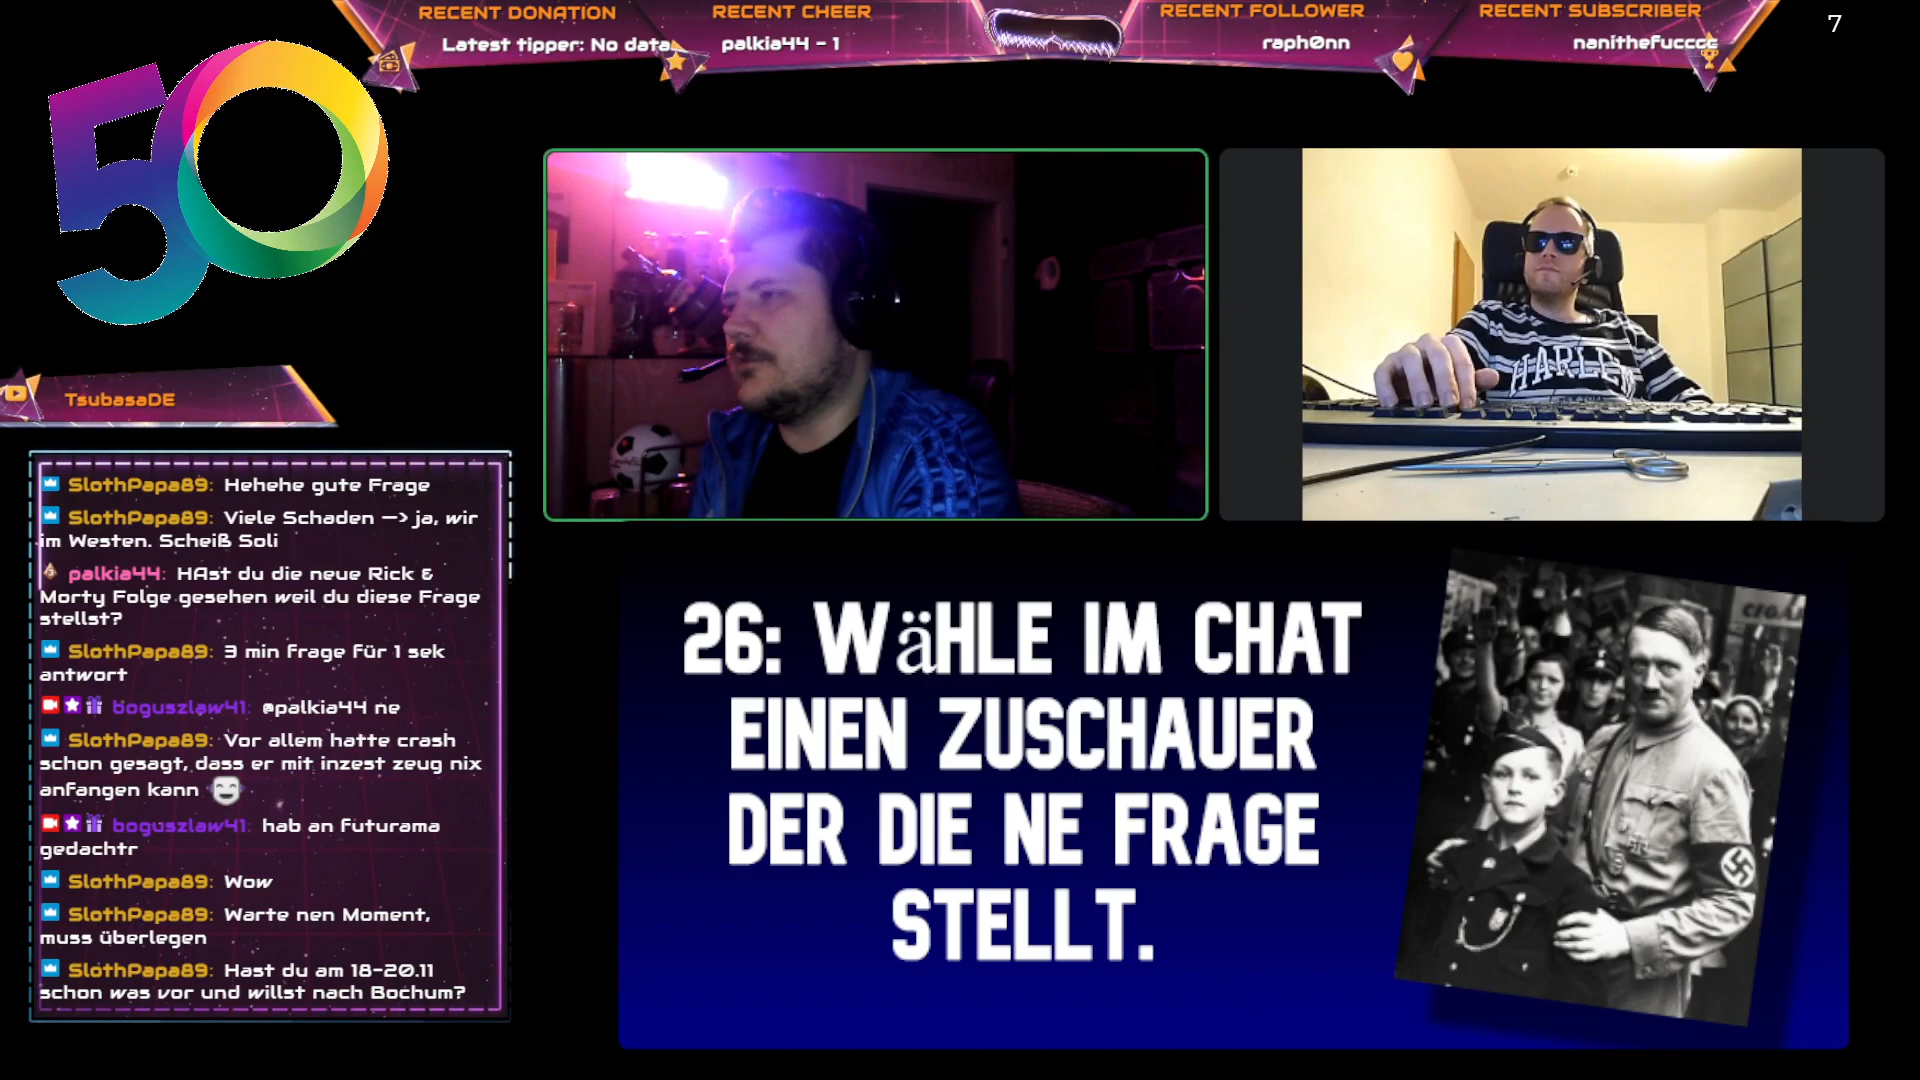 RECENT DONATION
Latest tipper: No data
RECENT CHEER
palkia44 - 1
RECENT FOLLOWER
raph0nn
RECENT SUBSCRIBER
nanithefucccc
7
50
TsubasaDE
SlothPapa89: Hehehe gute Frage
SlothPapa89: Viele Schaden —> ja, wir
im Westen. Scheiß Soli
palkia44: HAst du die neue Rick &
Morty Folge gesehen weil du diese Frage
stellst?
SlothPapa89: 3 min frage für 1 sek
antwort
boguszlaw41: @palkia44 ne
SlothPapa89: Vor allem hatte crash
schon gesagt, dass er mit inzest zeug nix
anfangen kann
boguszlaw41: hab an futurama
gedachtr
SlothPapa89: Wow
SlothPapa89: Warte nen Moment,
muss überlegen
SlothPapa89: Hast du am 18-20.11
schon was vor und willst nach Bochum?
HARLE
26: WäHLE IM CHAT
EINEN ZUSCHAUER
DER DIE NE FRAGE
STELLT.